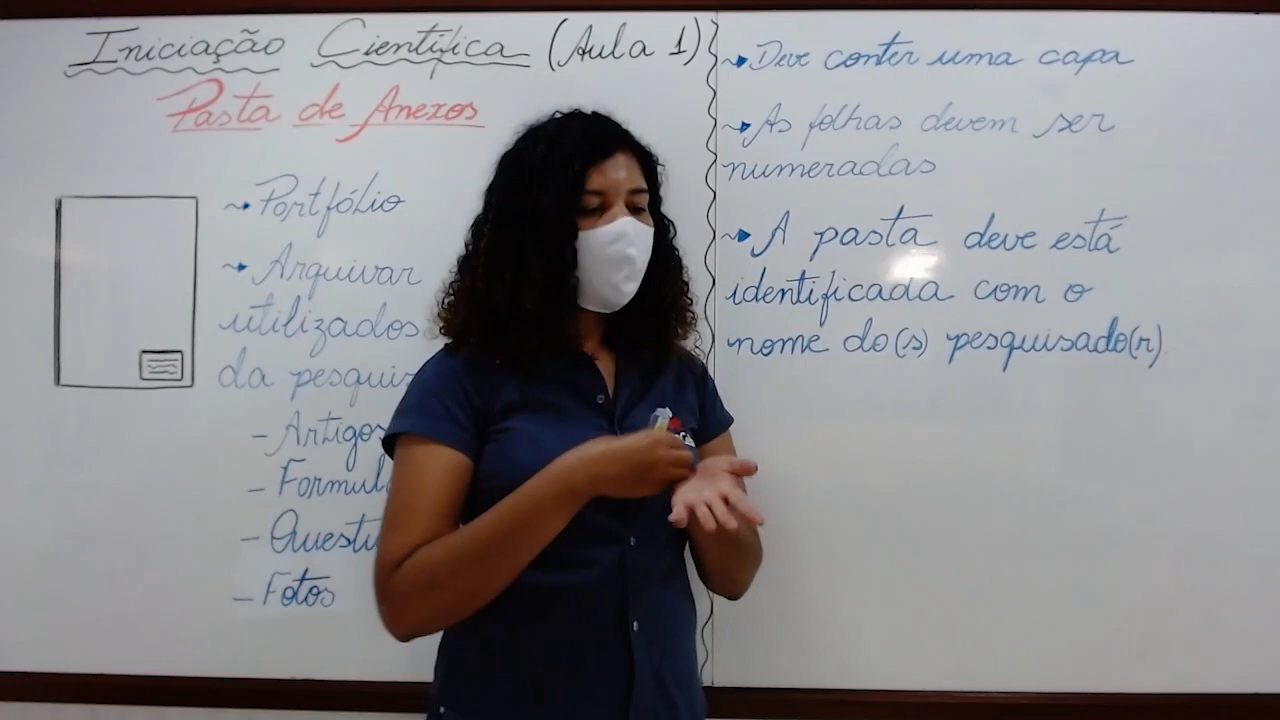 Iniciação Científica (Aula 1)
Pasta de Anexos
~ Portfólio
~ Arquivar
utilizados
da
- Artigos
-
-
- Fotos
~ Deve conter uma capa
~ As folhas devem ser
numeradas
~ A pasta deve está
identificada com o
nome do(s) pesquisado(r)